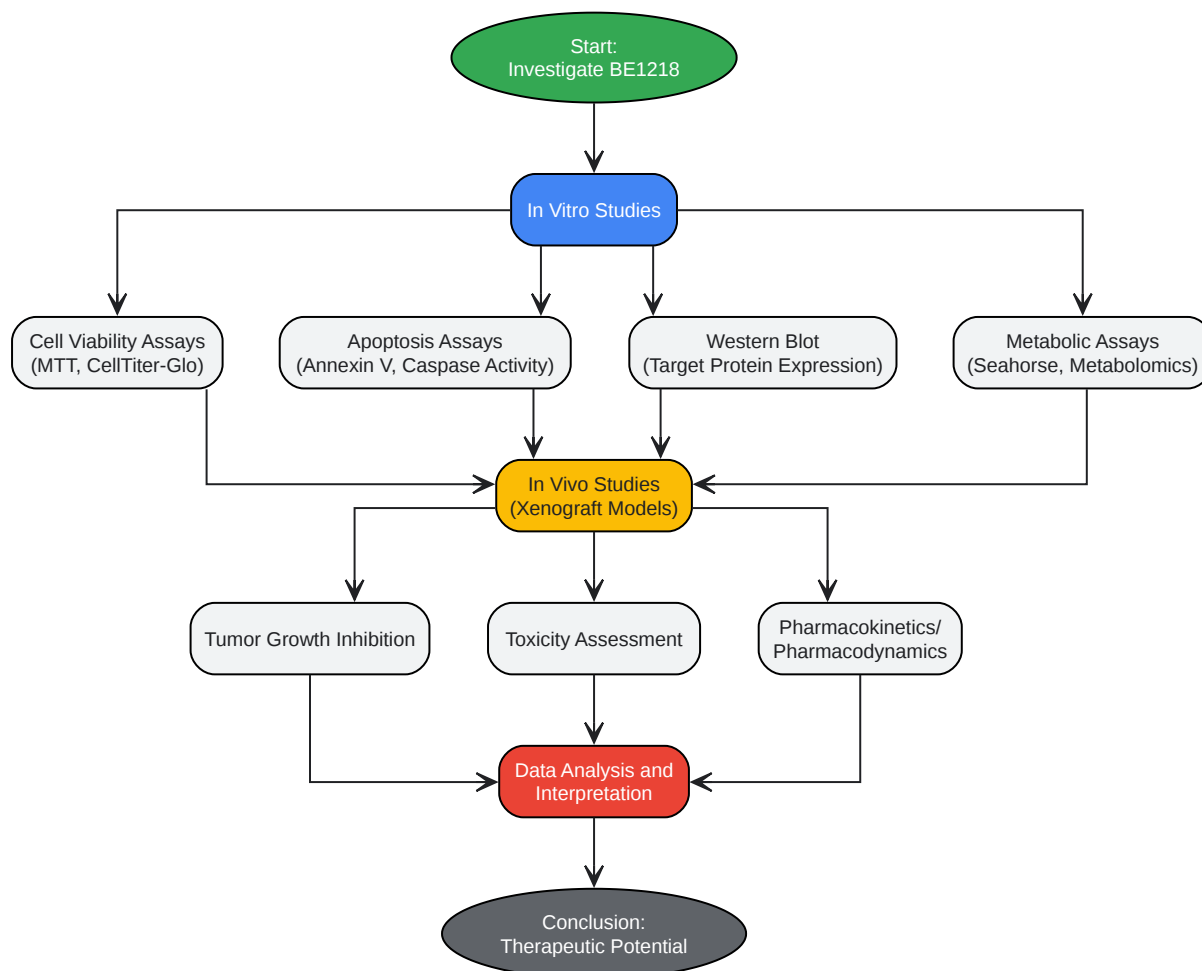 Start:
Investigate BE1218
In Vitro Studies
Cell Viability Assays
(MTT, CellTiter-Glo)
Apoptosis Assays
(Annexin V, Caspase Activity)
Western Blot
(Target Protein Expression)
Metabolic Assays
(Seahorse, Metabolomics)
In Vivo Studies
(Xenograft Models)
Tumor Growth Inhibition
Toxicity Assessment
Pharmacokinetics/
Pharmacodynamics
Data Analysis and
Interpretation
Conclusion:
Therapeutic Potential